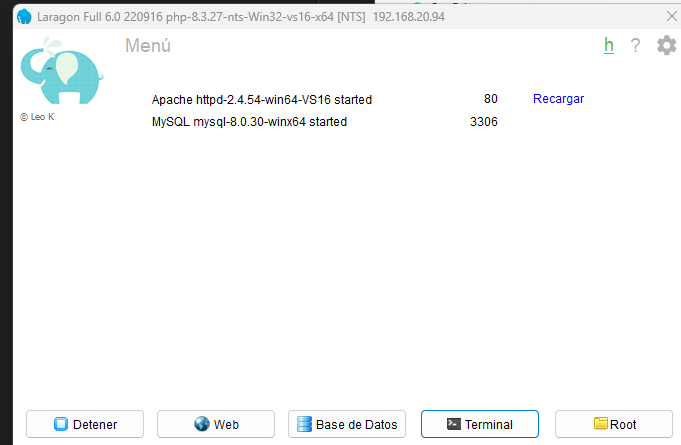 Laragon Full 6.0 220916 php-8.3.27-nts-Win32-vs16-x64 [NTS] 192.168.20.94
Menú
h ?
Apache httpd-2.4.54-win64-VS16 started 80 Recargar
© Leo K
MySQL mysql-8.0.30-winx64 started 3306
Detener Web Base de Datos Terminal Root